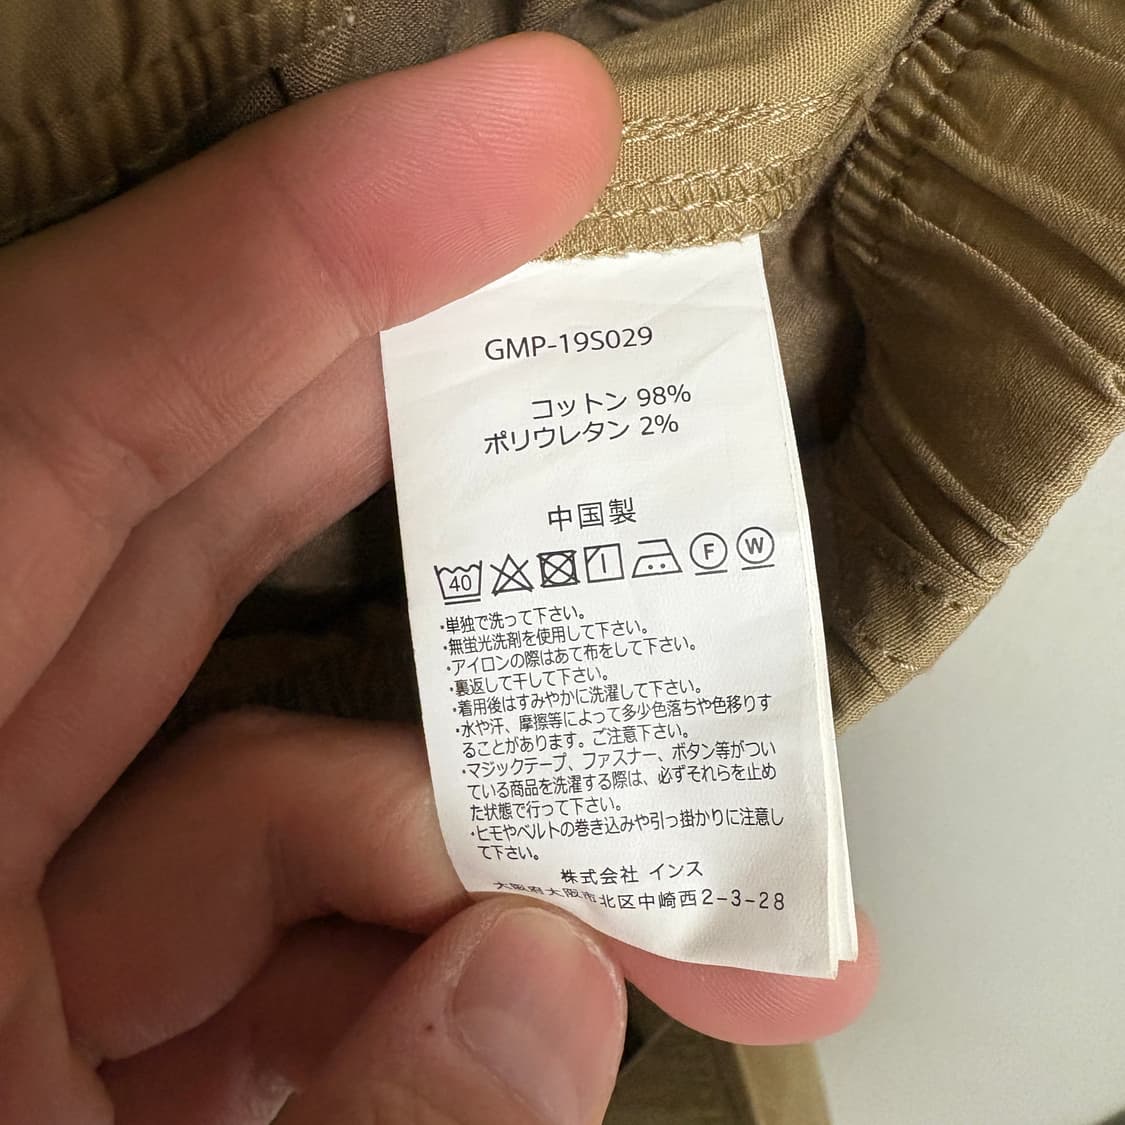 GMP-19S029
コットン 98%
ポリウレタン 2%
中国製
40
F
W
・単独で洗って下さい。
・無蛍光洗剤を使用して下さい。
・アイロンの際はあて布をして下さい。
・裏返して干して下さい。
・着用後はすみやかに洗濯して下さい。
・水や汗、摩擦等によって多少色落ちや色移りす
ることがあります。ご注意下さい。
・マジックテープ、ファスナー、ボタン等がつい
ている商品を洗濯する際は、必ずそれらを止め
た状態で行って下さい。
・ヒモやベルトの巻き込みや引っ掛かりに注意し
て下さい。
株式会社 インス
大阪府大阪市北区中崎西2-3-28